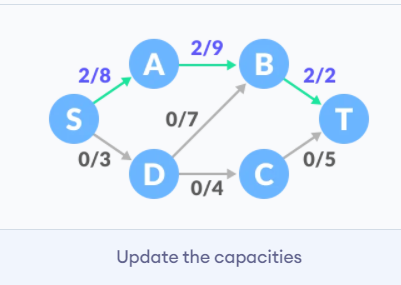 2/9
A
B
2/8
2/2
S
0/7
T
0/3
0/5
D
C
0/4
Update the capacities